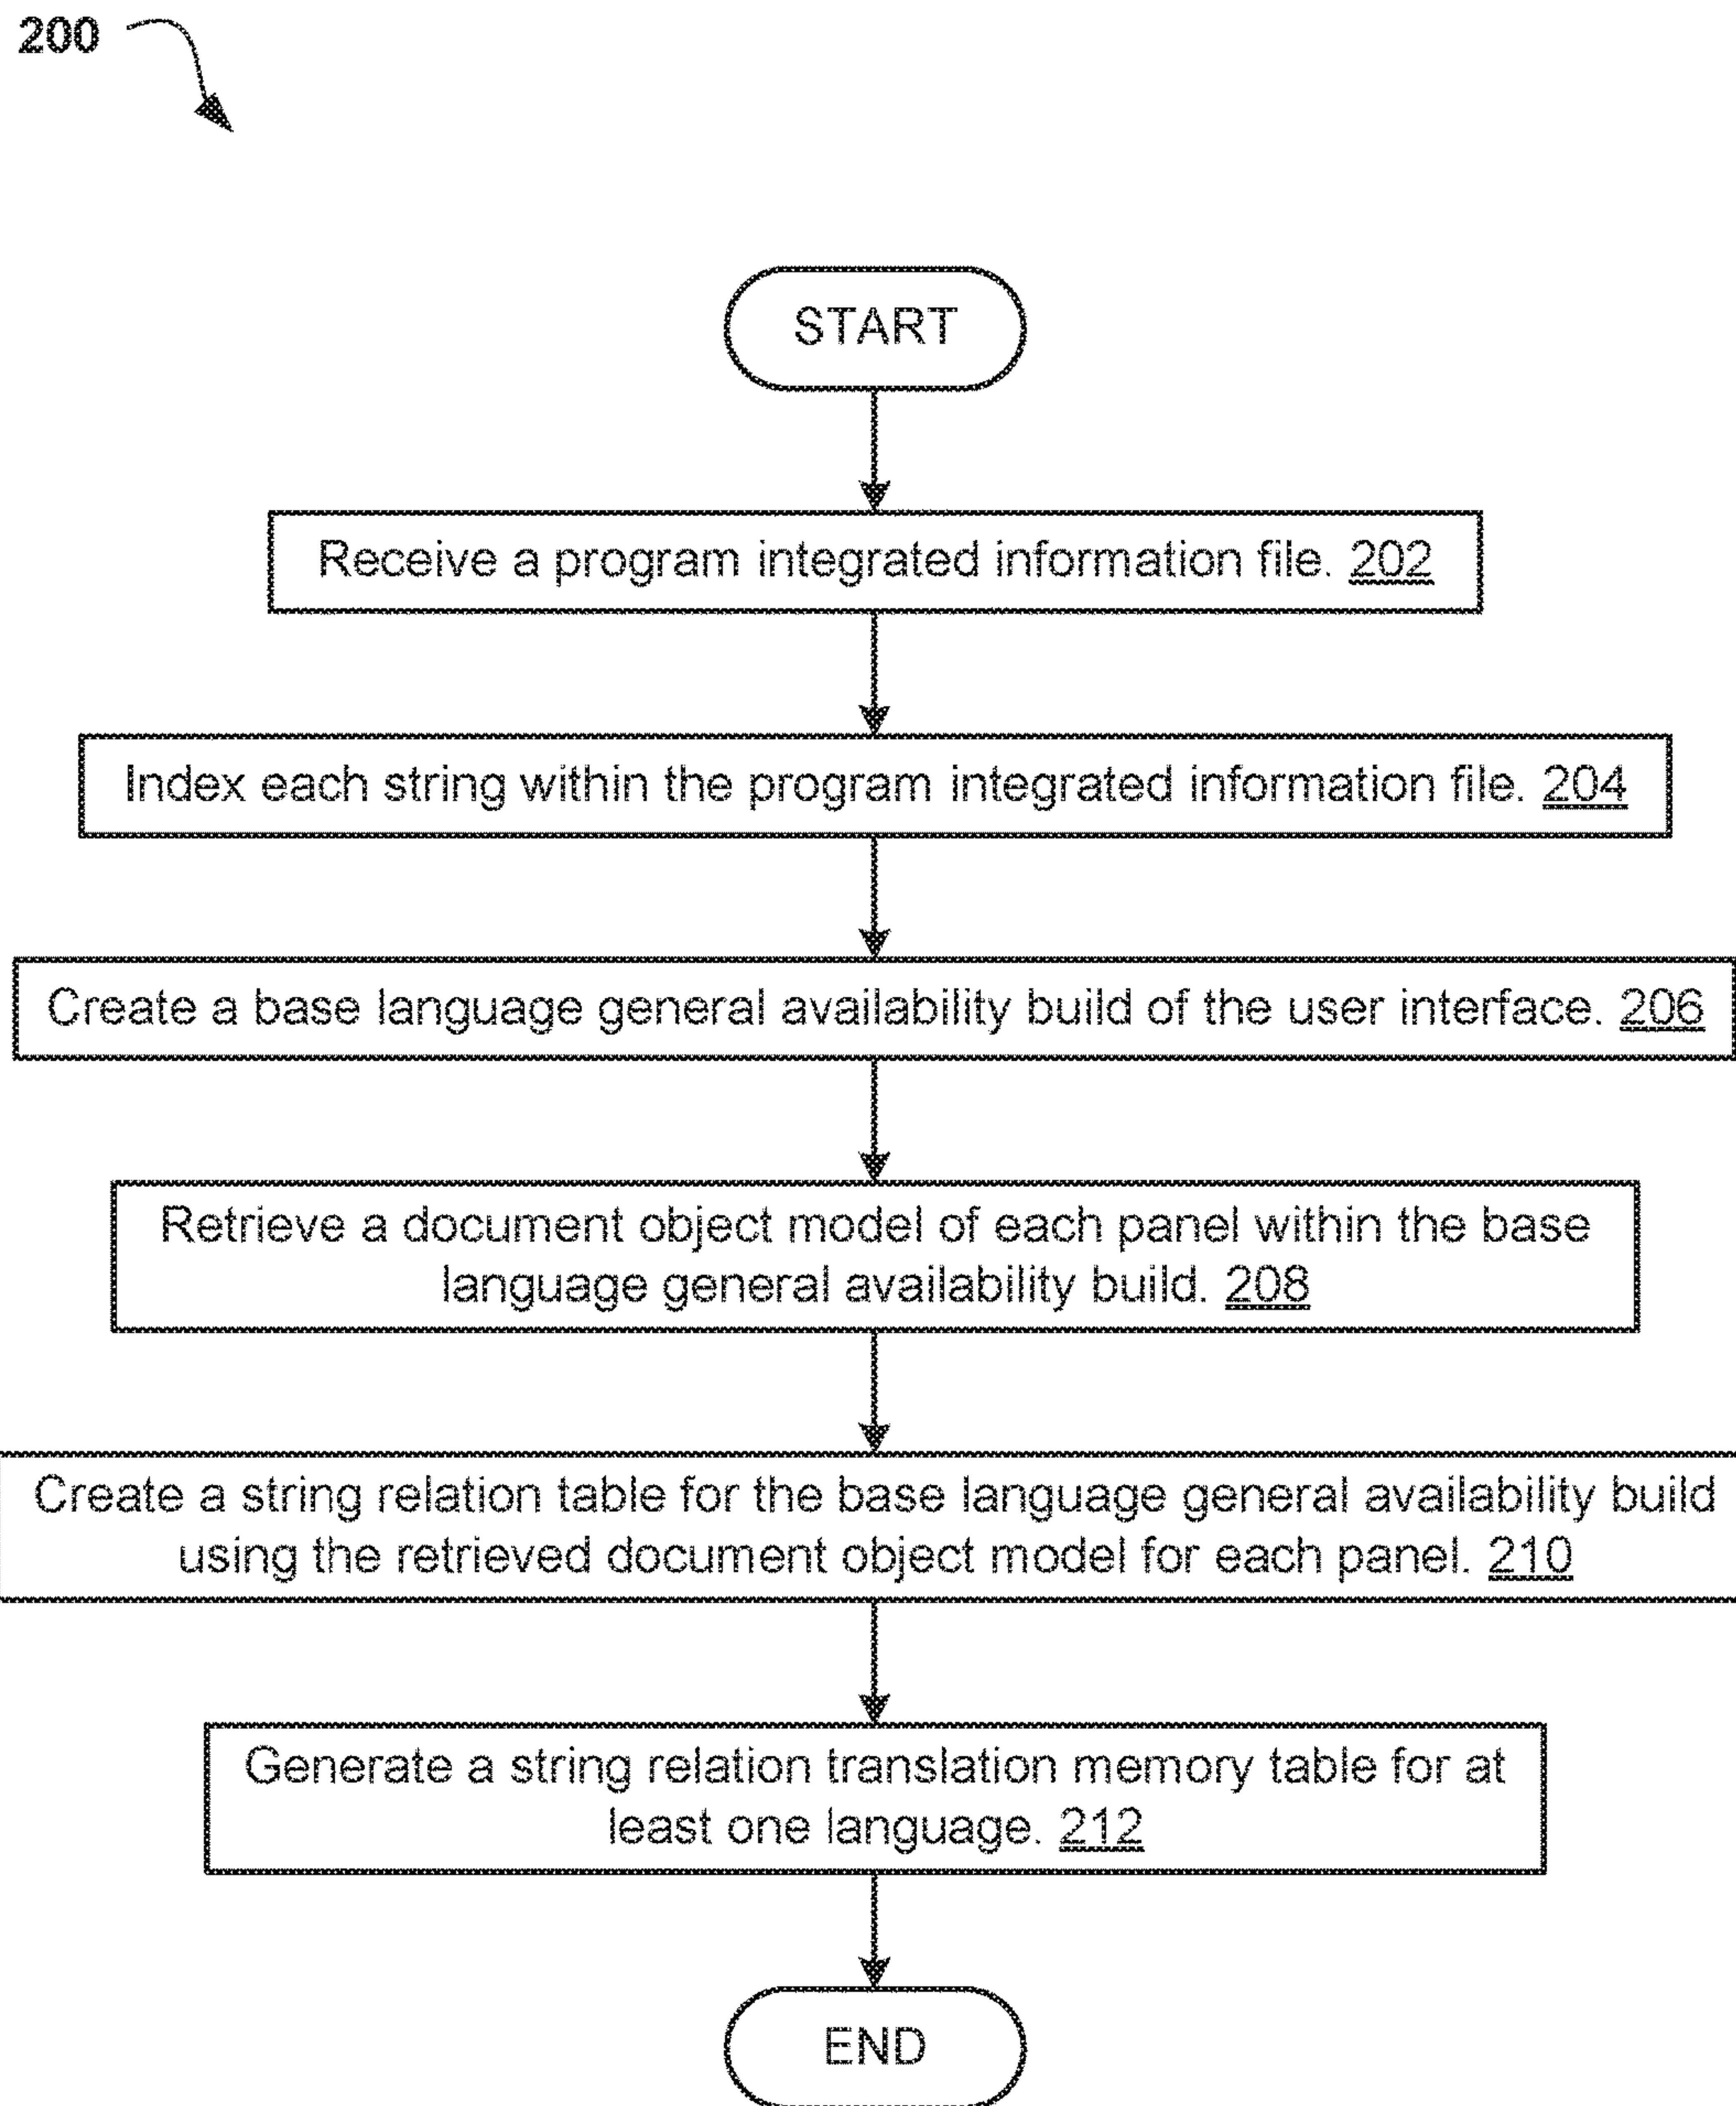 200
START
Receive a program integrated information file. 202
Index each string within the program integrated information file. 204
Create a base language general availability build of the user interface. 206
Retrieve a document object model of each panel within the base
language general availability build. 208
Create a string relation table for the base language general availability build
using the retrieved document object model for each panel. 210
Generate a string relation translation memory table for at
least one language. 212
END